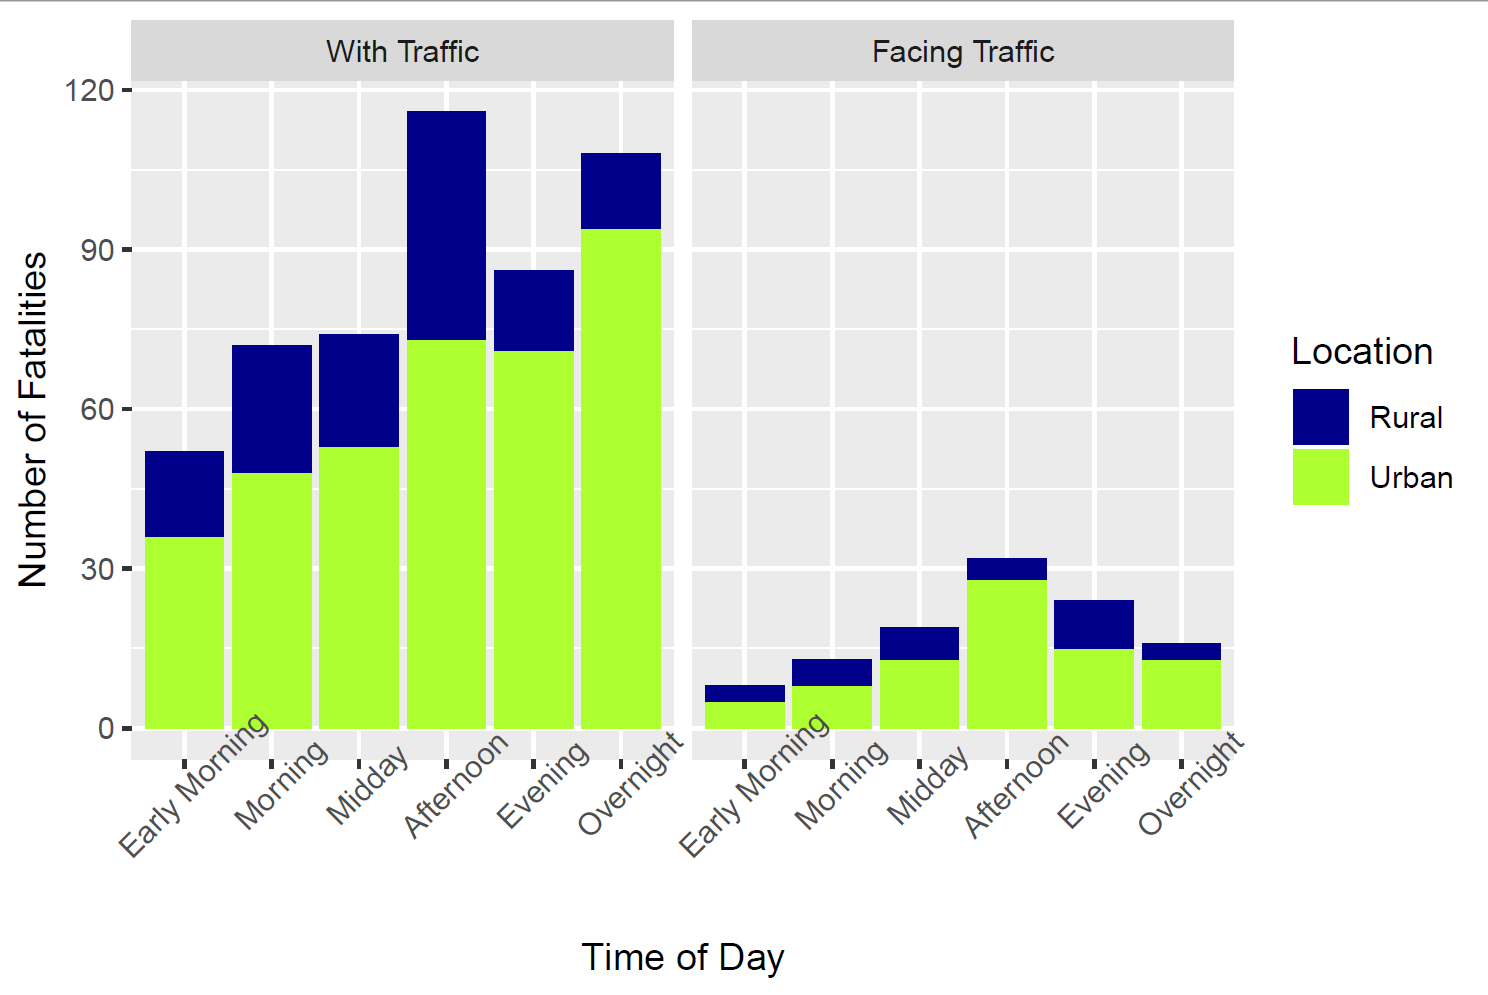 With Traffic
Facing Traffic
120
90
60
30
0
Number of Fatalities
Early Morning
Morning
Midday
Afternoon
Evening
Overnight
Early Morning
Morning
Midday
Afternoon
Evening
Overnight
Time of Day
Location
Rural
Urban